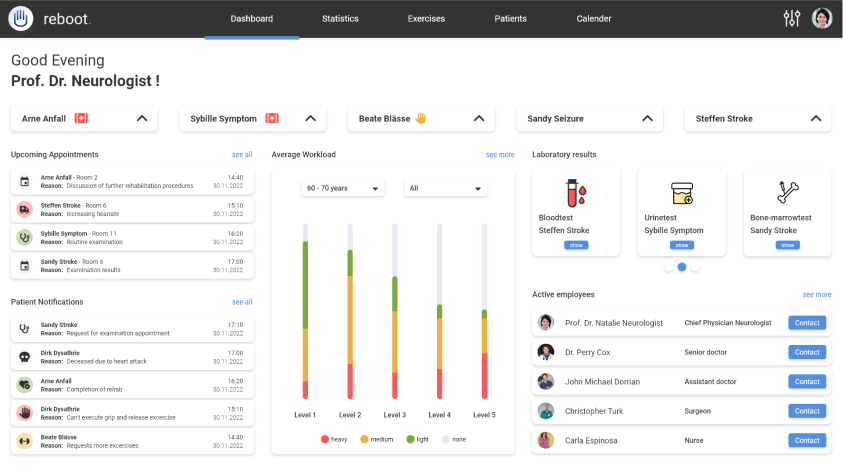 reboot.
Dashboard
Statistics
Exercises
Patients
Calender
Good Evening
Prof. Dr. Neurologist !
Arne Anfall
Sybille Symptom
Beate Blässe
Sandy Seizure
Steffen Stroke
Upcoming Appointments
see all
Arne Anfall - Room 2
14:40
Reason: Discussion of further rehabilitation procedures
30.11.2022
Steffen Stroke - Room 6
15:10
Reason: Increasing hearrate
30.11.2022
Sybille Symptom - Room 11
16:20
Reason: Routine examination
30.11.2022
Sandy Stroke - Room 6
17:00
Reason: Examination results
30.11.2022
Patient Notifications
see all
Sandy Stroke
17:10
Reason: Request for examination appointment
30.11.2022
Dirk Dysathrie
17:00
Reason: Deceased due to heart attack
30.11.2022
Arne Anfall
16:20
Reason: Completion of rehab
30.11.2022
Dirk Dysathrie
15:10
Reason: Can't execute grip and release excercise
30.11.2022
Beate Blässe
14:40
Reason: Requests more excercises
30.11.2022
Average Workload
see more
60 - 70 years
All
Level 1
Level 2
Level 3
Level 4
Level 5
heavy
medium
light
none
Laboratory results
Bloodtest
Steffen Stroke
show
Urinetest
Sybille Symptom
show
Bone-marrowtest
Sandy Stroke
show
Active employees
see more
Prof. Dr. Natalie Neurologist
Chief Physician Neurologist
Contact
Dr. Perry Cox
Senior doctor
Contact
John Michael Dorrian
Assistant doctor
Contact
Christopher Turk
Surgeon
Contact
Carla Espinosa
Nurse
Contact